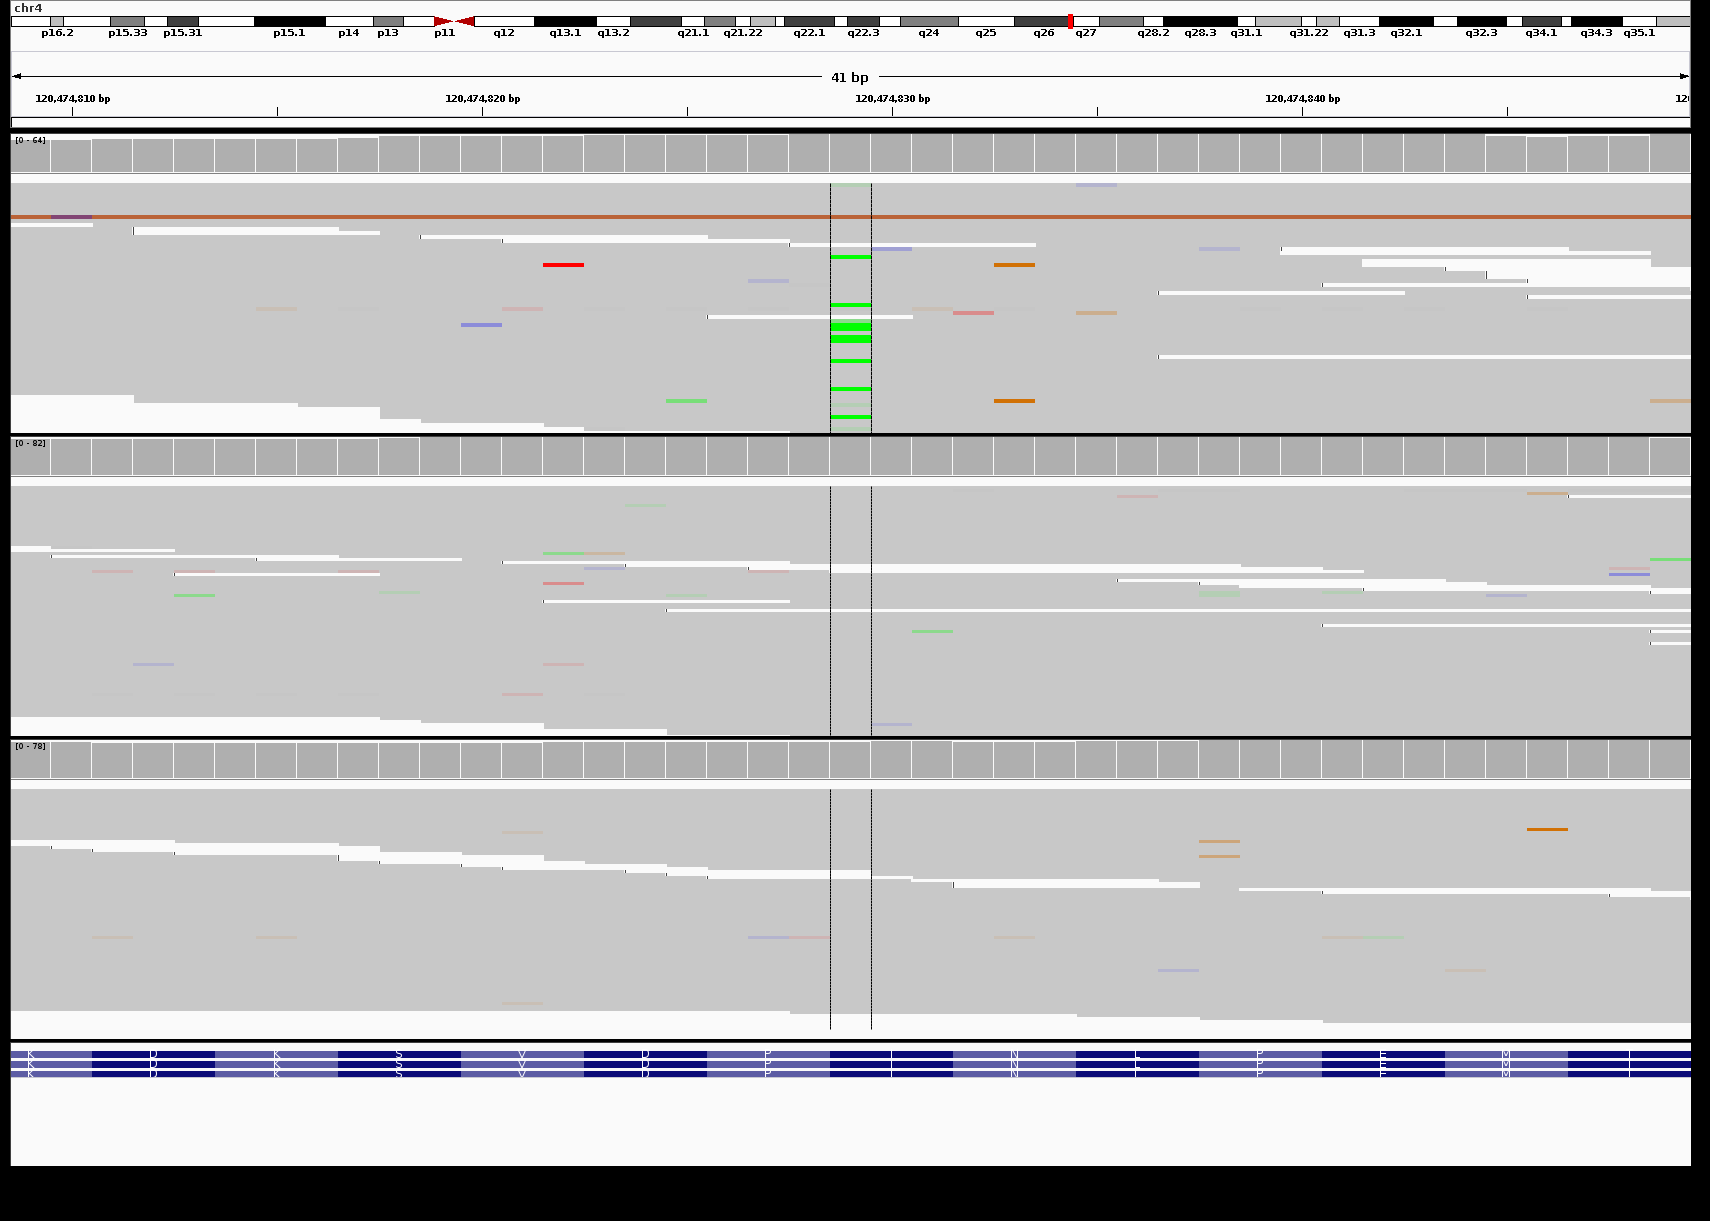 chr4
p16.2 p15.33 p15.31 p15.1 p14 p13 p11 q12 q13.1 q13.2 q21.1 q21.22 q22.1 q22.3 q24 q25 q26 q27 q28.2 q28.3 q31.1 q31.22 q31.3 q32.1 q32.3 q34.1 q34.3 q35.1
41 bp
120,474,810 bp 120,474,820 bp 120,474,830 bp 120,474,840 bp 120
[0 - 64]
[0 - 82]
[0 - 78]
K D K S V D P I N L P E M I
K D K S V D P I N L P E M I
K D K S V D P I N L P E M I